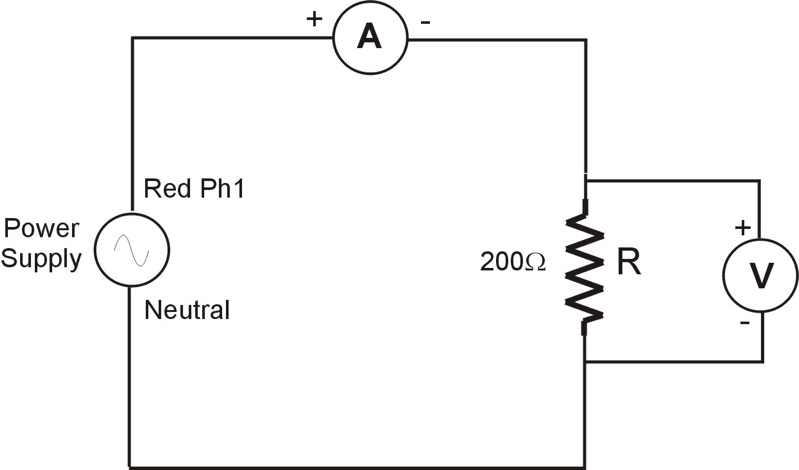 + A -
Red Ph1
Power
Supply
Neutral
200Ω R
+
V
-